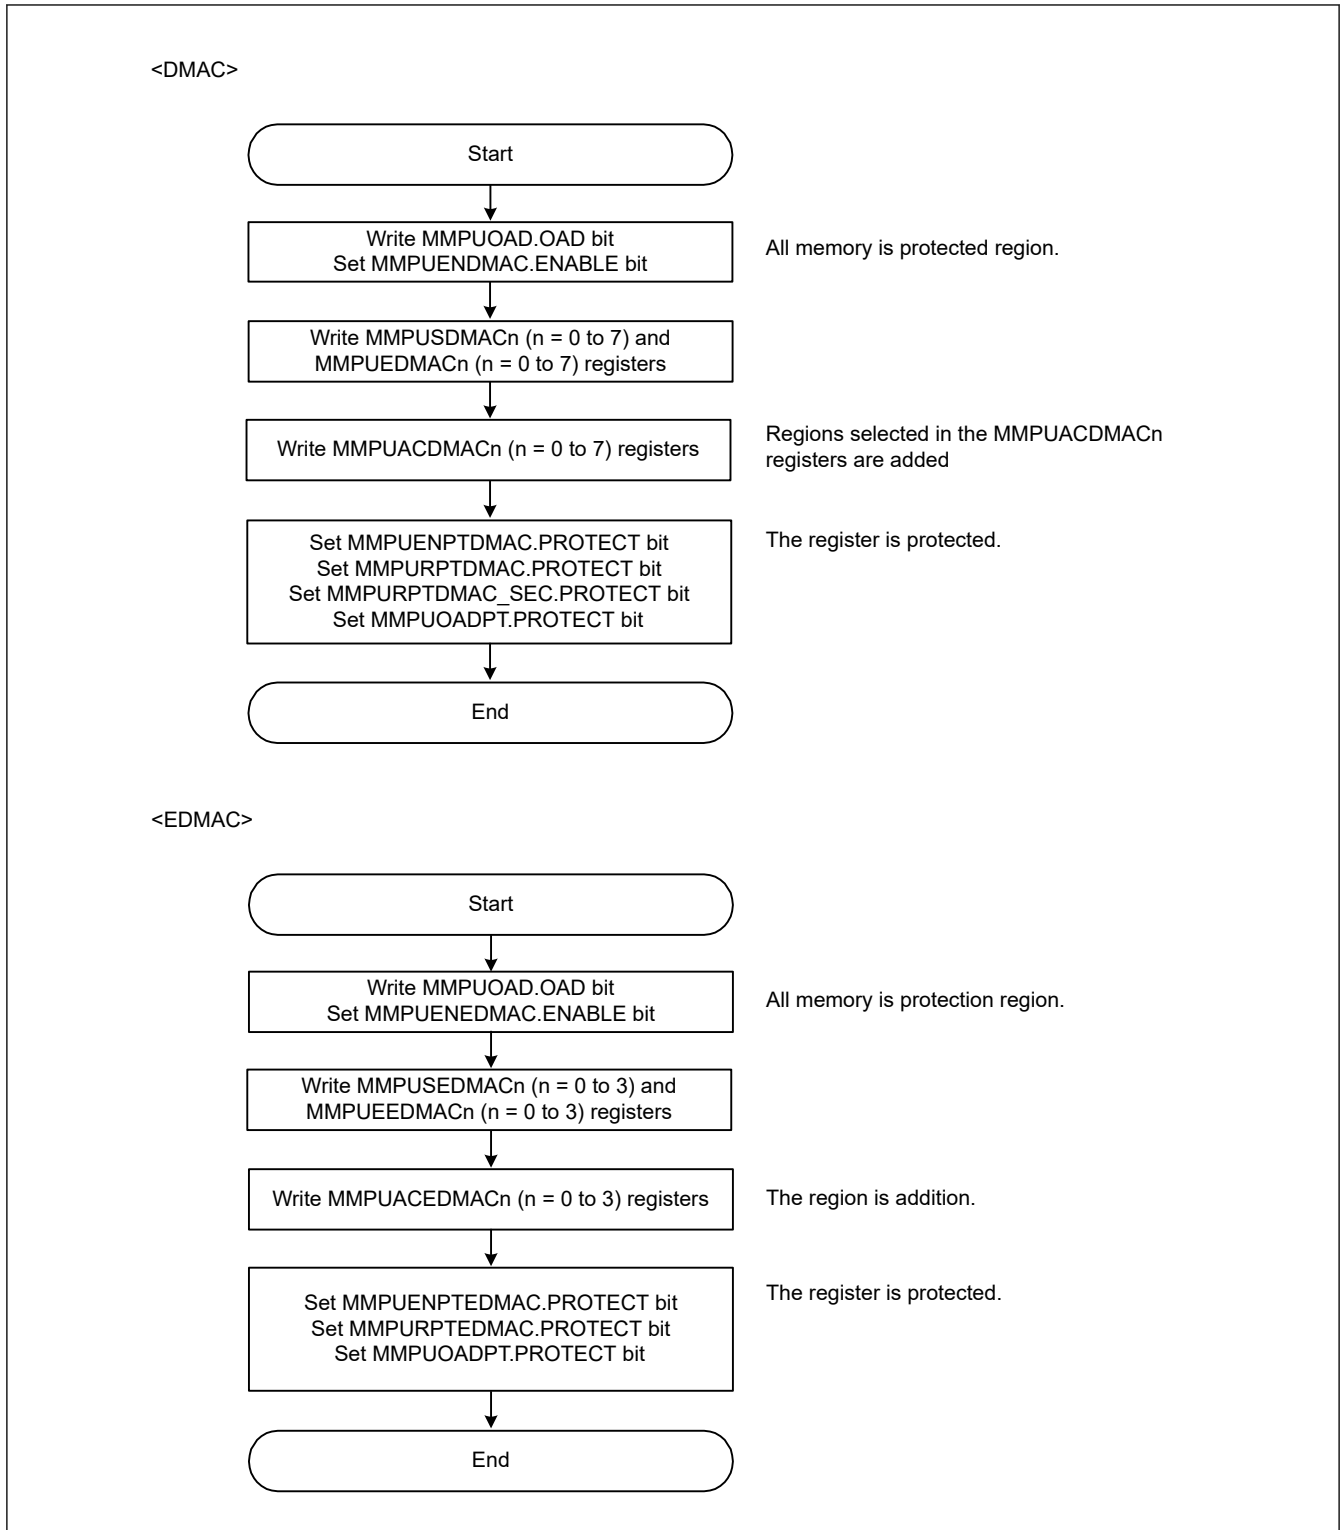 <DMAC>
Start
Write MMPUOAD.OAD bit
Set MMPUENDMAC.ENABLE bit
All memory is protected region.
Write MMPUSDMACn (n = 0 to 7) and
MMPUEDMACn (n = 0 to 7) registers
Write MMPUACDMACn (n = 0 to 7) registers
Regions selected in the MMPUACDMACn
registers are added
Set MMPUENPTDMAC.PROTECT bit
Set MMPURPTDMAC.PROTECT bit
Set MMPURPTDMAC_SEC.PROTECT bit
Set MMPUOADPT.PROTECT bit
The register is protected.
End
<EDMAC>
Start
Write MMPUOAD.OAD bit
Set MMPUENEDMAC.ENABLE bit
All memory is protection region.
Write MMPUSEDMACn (n = 0 to 3) and
MMPUEEDMACn (n = 0 to 3) registers
Write MMPUACEDMACn (n = 0 to 3) registers
The region is addition.
Set MMPUENPTEDMAC.PROTECT bit
Set MMPURPTEDMAC.PROTECT bit
Set MMPUOADPT.PROTECT bit
The register is protected.
End